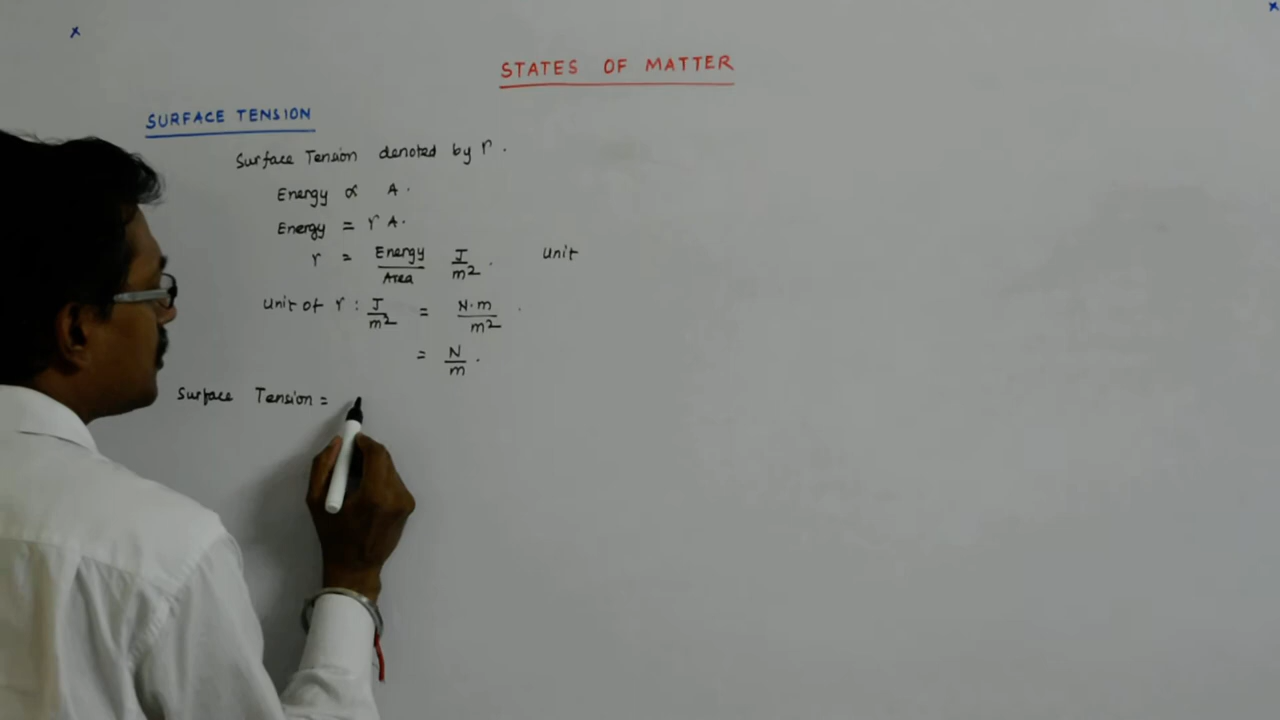 STATES OF MATTER
SURFACE TENSION
Surface Tension denoted by r.
Energy ∝ A.
Energy = r A.
r = Energy/Area J/m². Unit
Unit of r : J/m² = N·m/m².
= N/m.
Surface Tension =